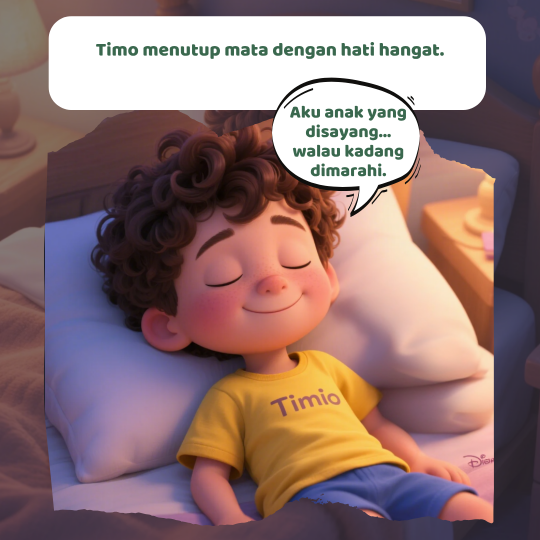 Timo menutup mata dengan hati hangat.
Aku anak yang
disayang...
walau kadang
dimarahi.
Timio